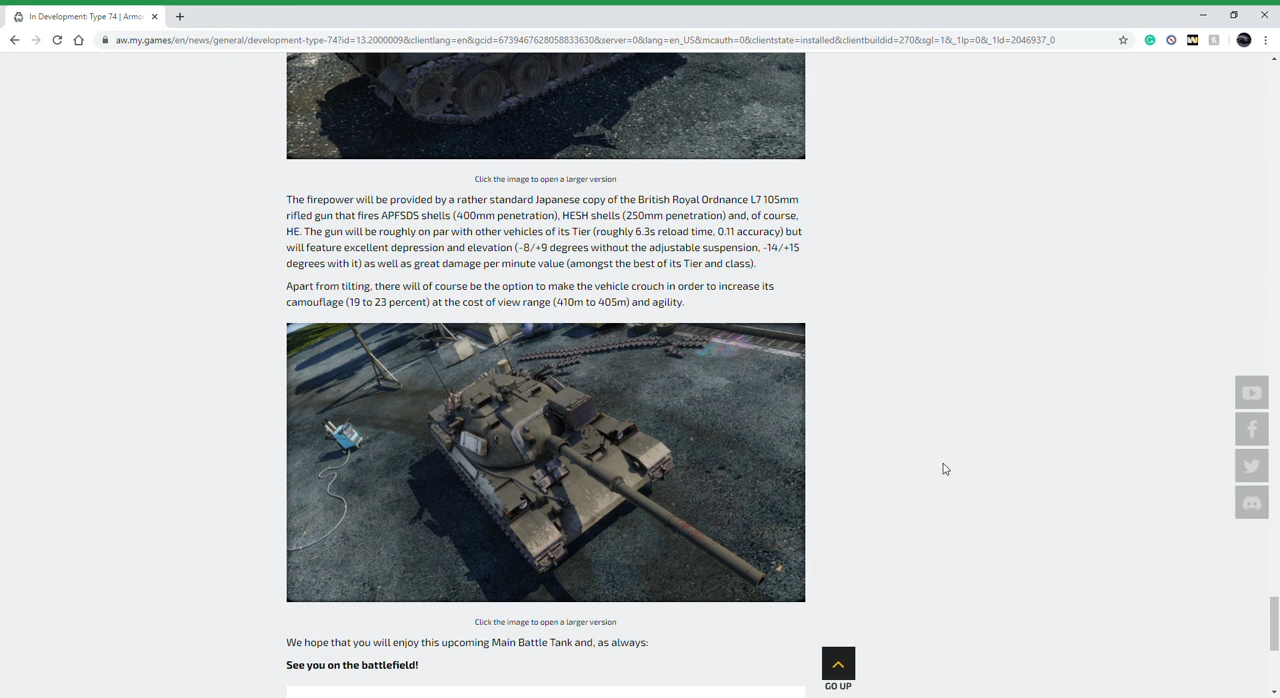 In Development: Type 74 | Armo
aw.my.games/en/news/general/development-type-74?id=13.2000009&clientlang=en&gcid=6739467628058833630&server=0&lang=en_US&mcauth=0&clientstate=installed&clientbuildid=270&sgl=1&_1lp=0&_1ld=2046937_0
Click the image to open a larger version
The firepower will be provided by a rather standard Japanese copy of the British Royal Ordnance L7 105mm
rifled gun that fires APFSDS shells (400mm penetration), HESH shells (250mm penetration) and, of course,
HE. The gun will be roughly on par with other vehicles of its Tier (roughly 6.3s reload time, 0.11 accuracy) but
will feature excellent depression and elevation (-8/+9 degrees without the adjustable suspension, -14/+15
degrees with it) as well as great damage per minute value (amongst the best of its Tier and class).
Apart from tilting, there will of course be the option to make the vehicle crouch in order to increase its
camouflage (19 to 23 percent) at the cost of view range (410m to 405m) and agility.
Click the image to open a larger version
We hope that you will enjoy this upcoming Main Battle Tank and, as always:
See you on the battlefield!
GO UP